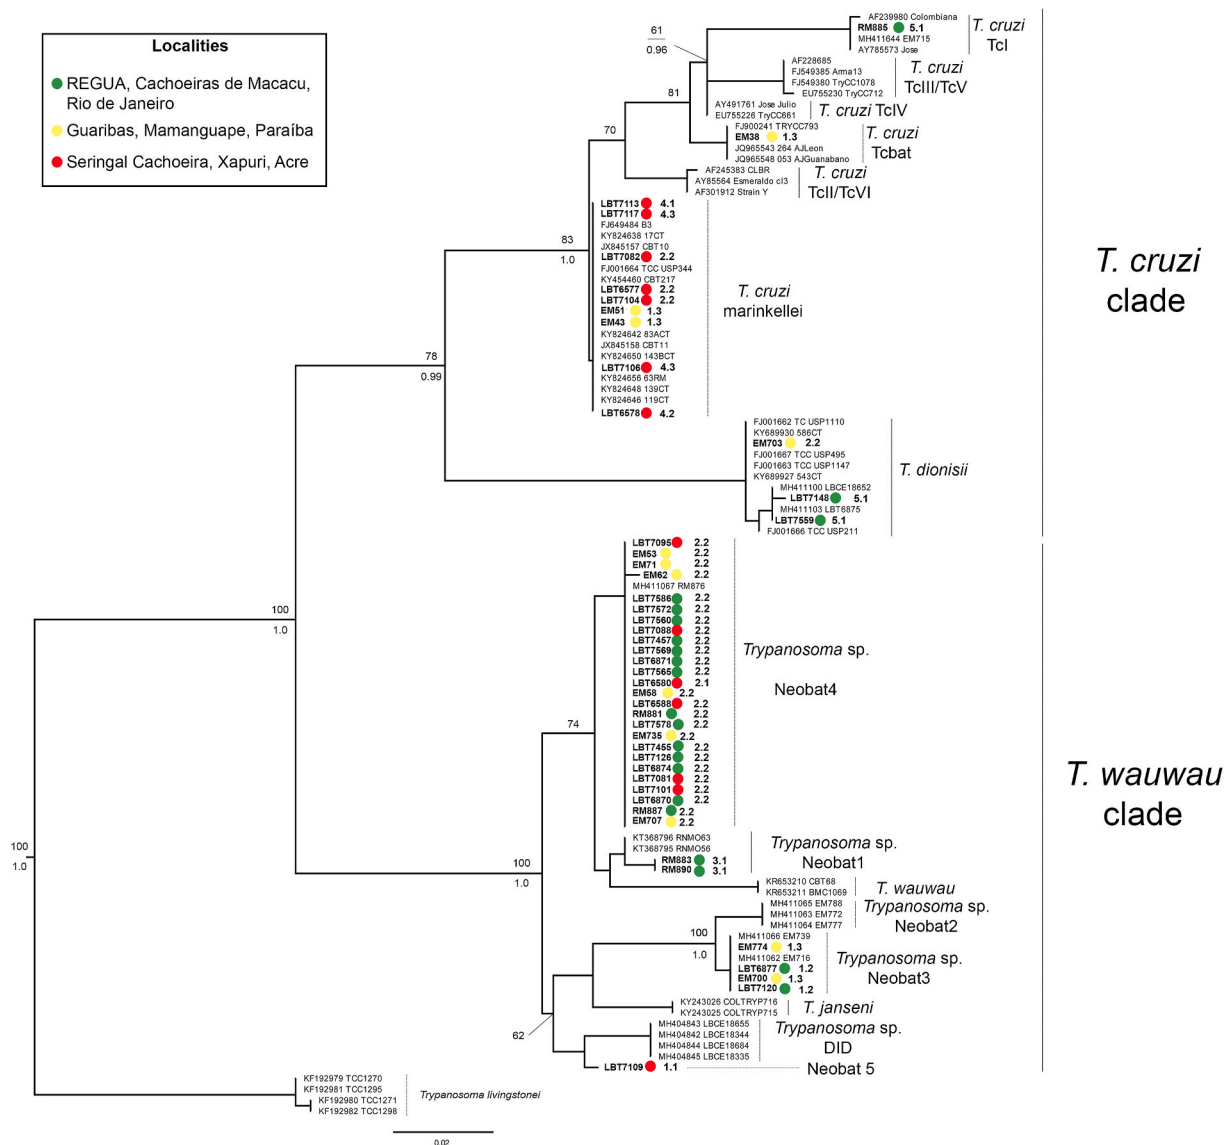 Localities
REGUA, Cachoeiras de Macacu,
Rio de Janeiro
Guaribas, Mamanguape, Paraíba
Seringal Cachoeira, Xapuri, Acre
61
0.96
AF239980 Colombiana
RM885 5.1
MH411644 EM715
AY785573 Jose
T. cruzi
TcI
AF228685
FJ549385 Arma13
FJ549380 TryCC1078
EU755230 TryCC712
T. cruzi
TcIII/TcV
81
AY491761 Jose Julio
EU755226 TryCC661
T. cruzi TcIV
FJ900241 TRYCC793
EM38 1.3
JQ965543 264 AJLeon
JQ965548 053 AJGuanabano
T. cruzi
Tcbat
70
AF245383 CLBR
AY85564 Esmeraldo cl3
AF301912 Strain Y
T. cruzi
TcII/TcVI
83
1.0
LBT7113 4.1
LBT7117 4.3
FJ649484 B3
KY824638 17CT
JX845157 CBT10
LBT7082 2.2
FJ001664 TCC USP344
KY454460 CBT217
LBT6577 2.2
LBT7104 2.2
EM51 1.3
EM43 1.3
KY824642 83ACT
JX845158 CBT11
KY824650 143BCT
LBT7106 4.3
KY824656 63RM
KY824648 139CT
KY824646 119CT
LBT6578 4.2
T. cruzi
marinkellei
T. cruzi
clade
78
0.99
FJ001662 TC USP1110
KY689930 586CT
EM703 2.2
FJ001667 TCC USP495
FJ001663 TCC USP1147
KY689927 543CT
MH411100 LBCE18652
LBT7148 5.1
MH411103 LBT6875
LBT7559 5.1
FJ001666 TCC USP211
T. dionisii
100
1.0
LBT7095 2.2
EM53 2.2
EM71 2.2
EM62 2.2
MH411067 RM876
LBT7586 2.2
LBT7572 2.2
LBT7560 2.2
LBT7088 2.2
LBT7457 2.2
LBT7569 2.2
LBT6871 2.2
LBT7565 2.2
LBT6580 2.1
EM58 2.2
LBT6588 2.2
RM881 2.2
LBT7578 2.2
EM735 2.2
LBT7455 2.2
LBT7126 2.2
LBT6874 2.2
LBT7081 2.2
LBT7101 2.2
LBT6870 2.2
RM887 2.2
EM707 2.2
Trypanosoma sp.
Neobat4
74
T. wauwau
clade
KT368796 RNMO63
KT368795 RNMO56
RM883 3.1
RM890 3.1
Trypanosoma sp.
Neobat1
100
1.0
100
1.0
KR653210 CBT68
KR653211 BMC1069
T. wauwau
MH411065 EM788
MH411063 EM772
MH411064 EM777
Trypanosoma sp.
Neobat2
100
1.0
MH411066 EM739
EM774 1.3
MH411062 EM716
LBT6877 1.2
EM700 1.3
LBT7120 1.2
Trypanosoma sp.
Neobat3
KY243026 COLTRYP716
KY243025 COLTRYP715
T. janseni
62
MH404843 LBCE18655
MH404842 LBCE18344
MH404844 LBCE18684
MH404845 LBCE18335
Trypanosoma sp.
DID
LBT7109 1.1
Neobat 5
KF192979 TCC1270
KF192981 TCC1295
KF192980 TCC1271
KF192982 TCC1298
Trypanosoma livingstonei
0.02